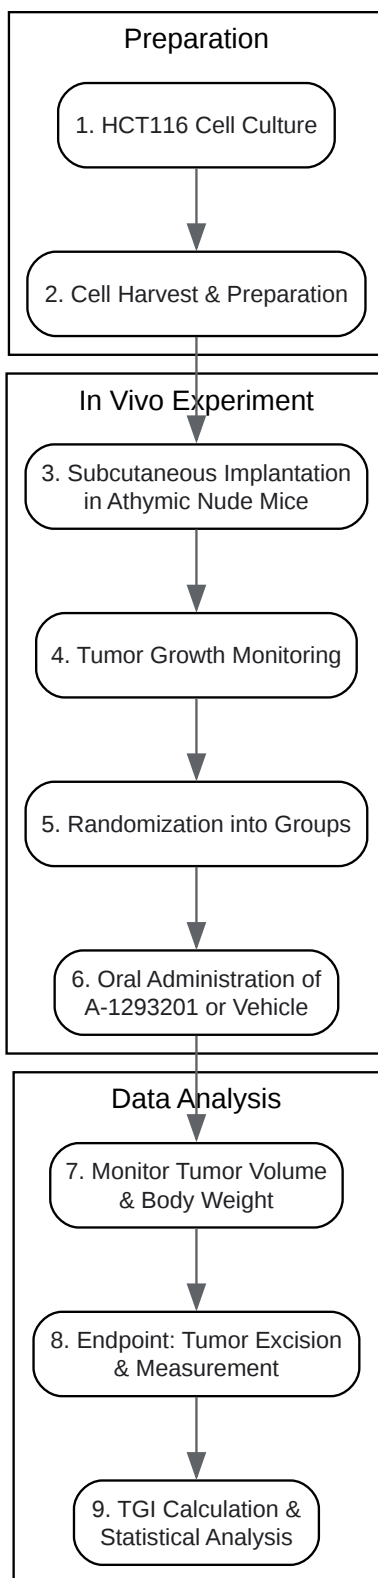 Preparation
1. HCT116 Cell Culture
2. Cell Harvest & Preparation
In Vivo Experiment
3. Subcutaneous Implantation
in Athymic Nude Mice
4. Tumor Growth Monitoring
5. Randomization into Groups
6. Oral Administration of
A-1293201 or Vehicle
Data Analysis
7. Monitor Tumor Volume
& Body Weight
8. Endpoint: Tumor Excision
& Measurement
9. TGI Calculation &
Statistical Analysis